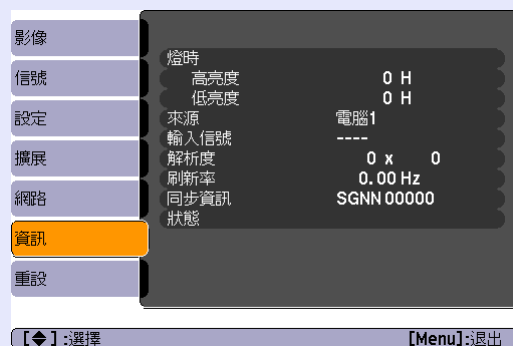 影像
信號
設定
擴展
網路
資訊
重設
燈時
高亮度 0 H
低亮度 0 H
來源 電腦1
輸入信號 ----
解析度 0 x 0
刷新率 0.00 Hz
同步資訊 SGNN 00000
狀態
[◆]:選擇 [Menu]:退出